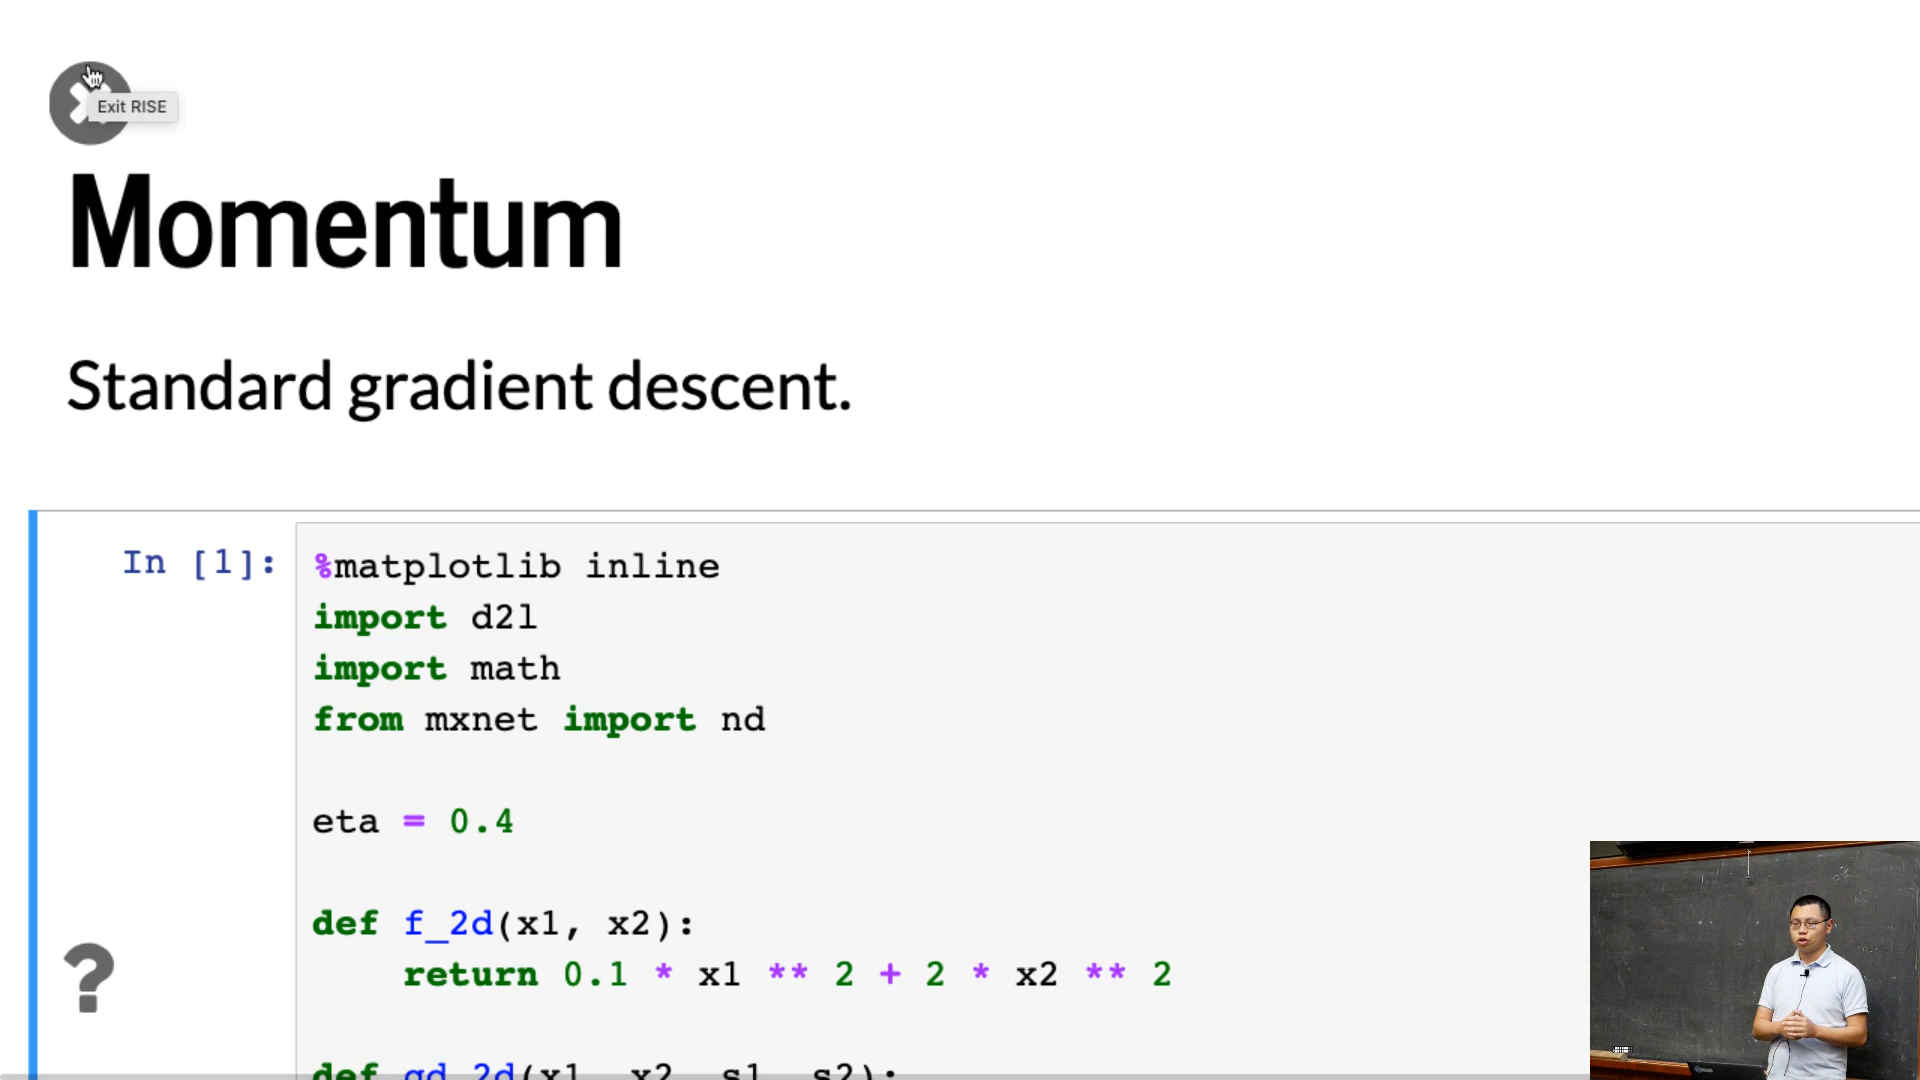 Exit RISE
Momentum
Standard gradient descent.
In [1]:
%matplotlib inline
import d2l
import math
from mxnet import nd
eta = 0.4
def f_2d(x1, x2):
return 0.1 * x1 ** 2 + 2 * x2 ** 2
def gd_2d(x1, x2, s1, s2):
?